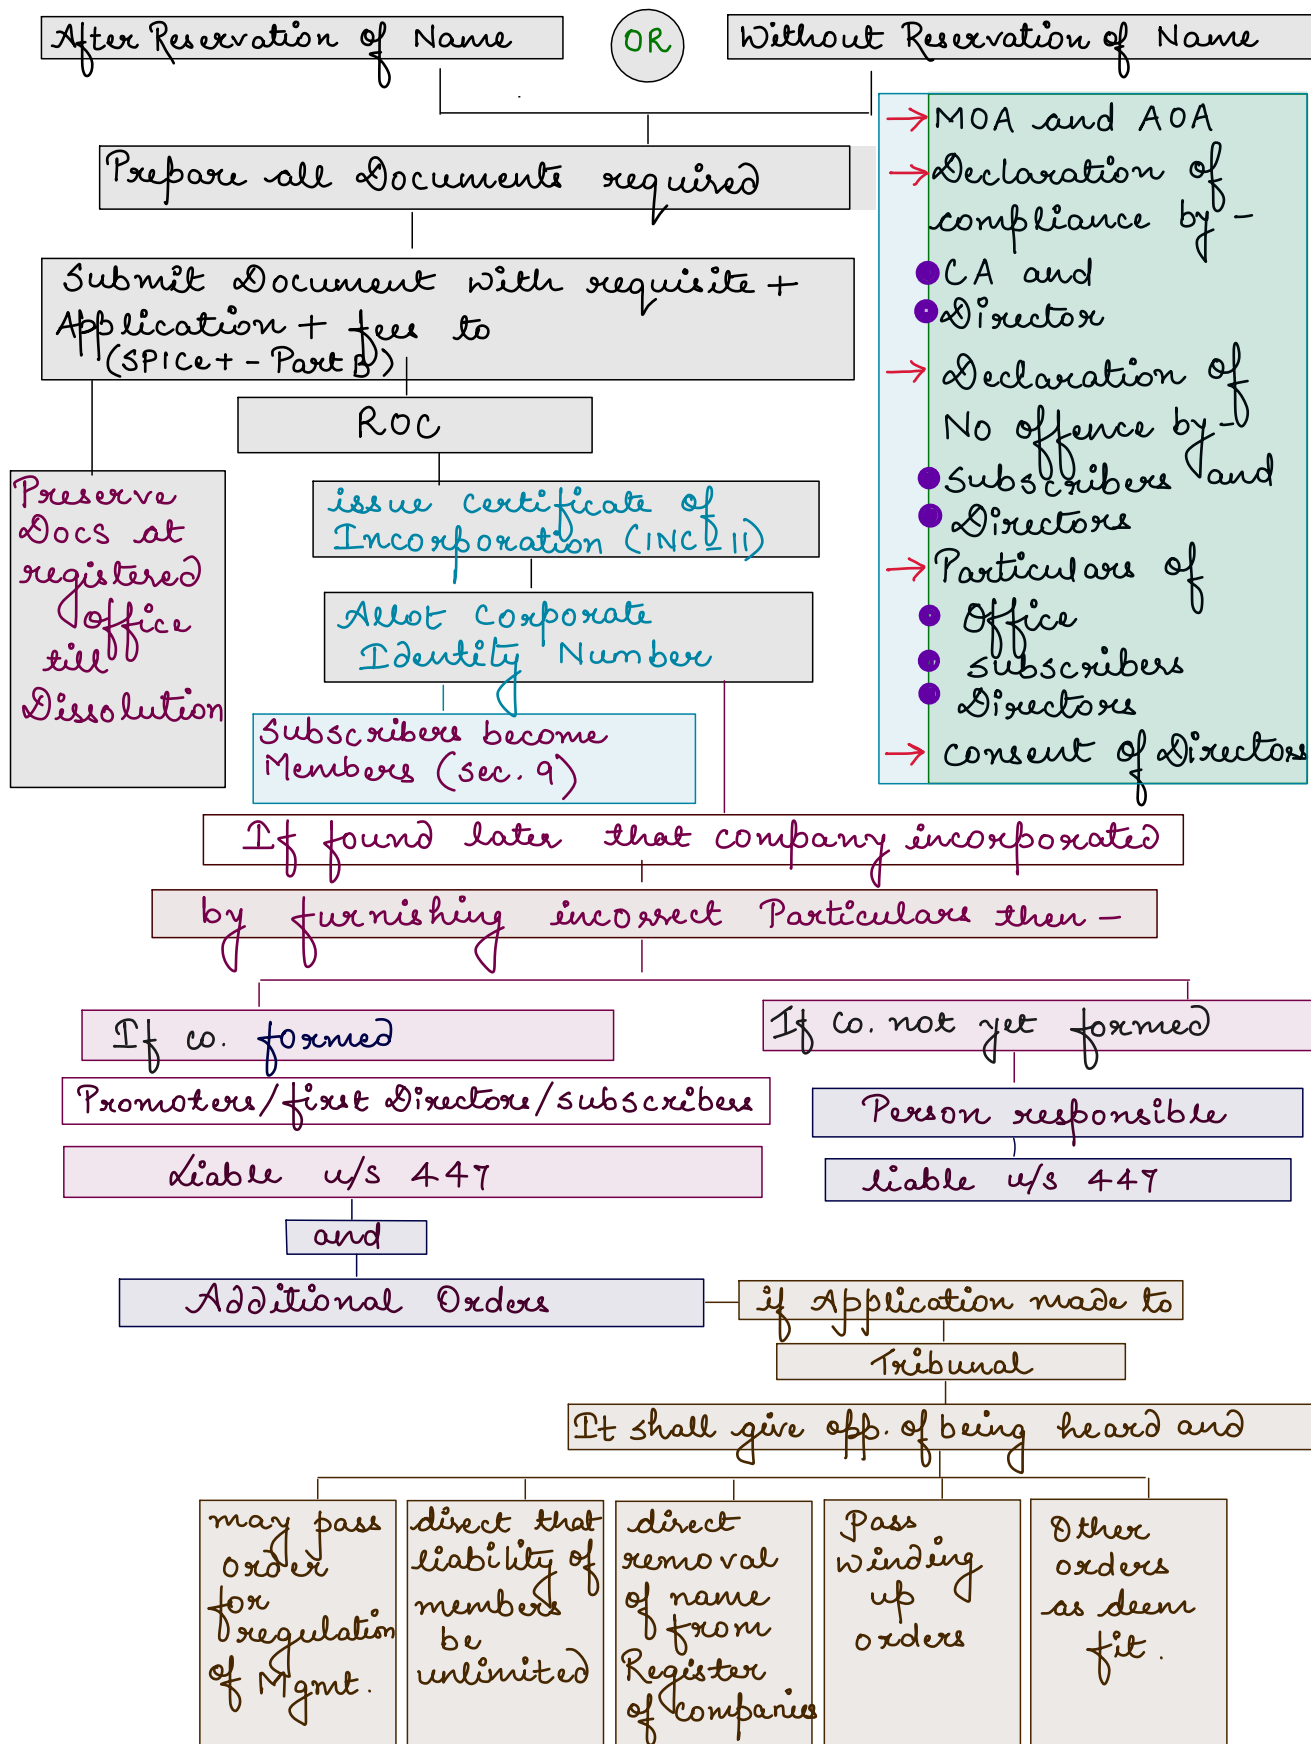 After Reservation of Name
OR
Without Reservation of Name
Prepare all Documents required
Submit Document with requisite +
Application + fees to
(SPICe+ - Part B)
ROC
Preserve
Docs at
registered
office
till
Dissolution
issue certificate of
Incorporation (INC-11)
Allot Corporate
Identity Number
Subscribers become
Members (sec. 9)
→ MOA and AOA
→ Declaration of
compliance by -
CA and
Director
→ Declaration of
No offence by -
Subscribers and
Directors
→ Particulars of
Office
Subscribers
Directors
→ consent of Directors
If found later that company incorporated
by furnishing incorrect Particulars then -
If co. formed
Promoters/first Directors/subscribers
Liable u/s 447
and
Additional Orders
If Co. not yet formed
Person responsible
liable u/s 447
if Application made to
Tribunal
It shall give opp. of being heard and
may pass
order
for
regulation
of Mgmt.
direct that
liability of
members
be
unlimited
direct
removal
of name
from
Register
of companies
Pass
winding
up
orders
Other
orders
as deem
fit.